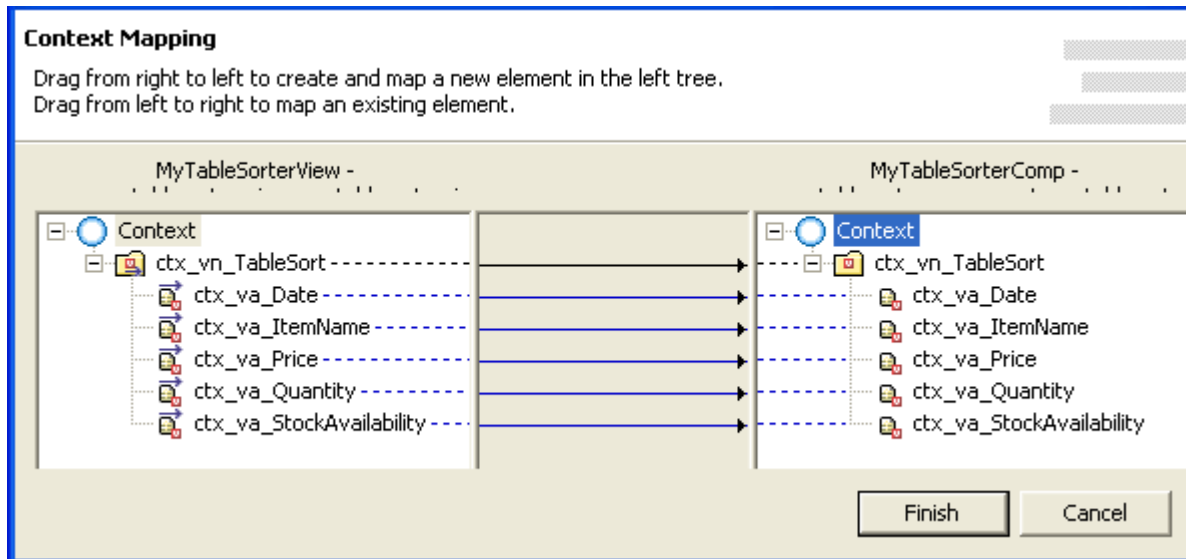 Context Mapping
Drag from right to left to create and map a new element in the left tree.
Drag from left to right to map an existing element.
MyTableSorterView -
MyTableSorterComp -
Context
ctx_vn_TableSort
ctx_va_Date
ctx_va_ItemName
ctx_va_Price
ctx_va_Quantity
ctx_va_StockAvailability
Context
ctx_vn_TableSort
ctx_va_Date
ctx_va_ItemName
ctx_va_Price
ctx_va_Quantity
ctx_va_StockAvailability
Finish
Cancel